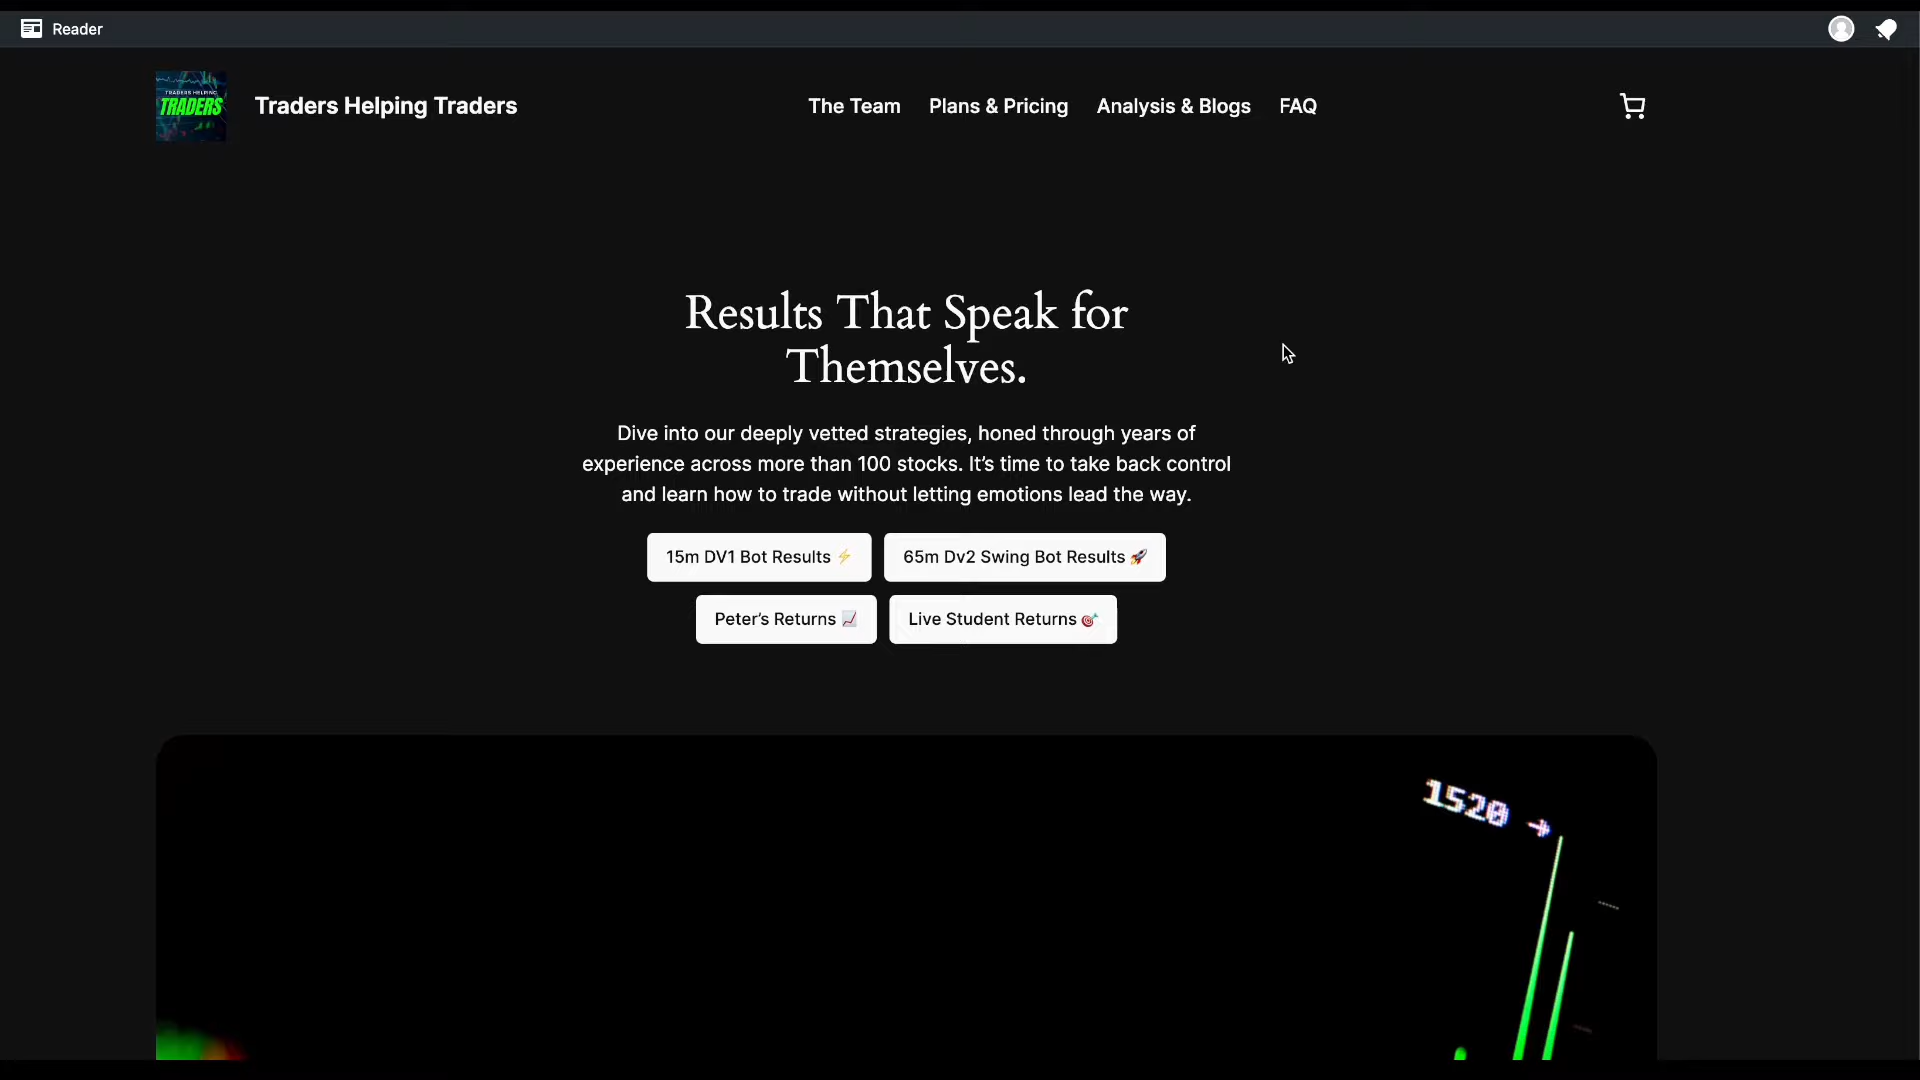 Reader
TRADERS HELPING
TRADERS
Traders Helping Traders
The Team
Plans & Pricing
Analysis & Blogs
FAQ
Results That Speak for
Themselves.
Dive into our deeply vetted strategies, honed through years of
experience across more than 100 stocks. It’s time to take back control
and learn how to trade without letting emotions lead the way.
15m DV1 Bot Results ⚡
65m Dv2 Swing Bot Results 🚀
Peter’s Returns 📈
Live Student Returns 🎯
1520 →